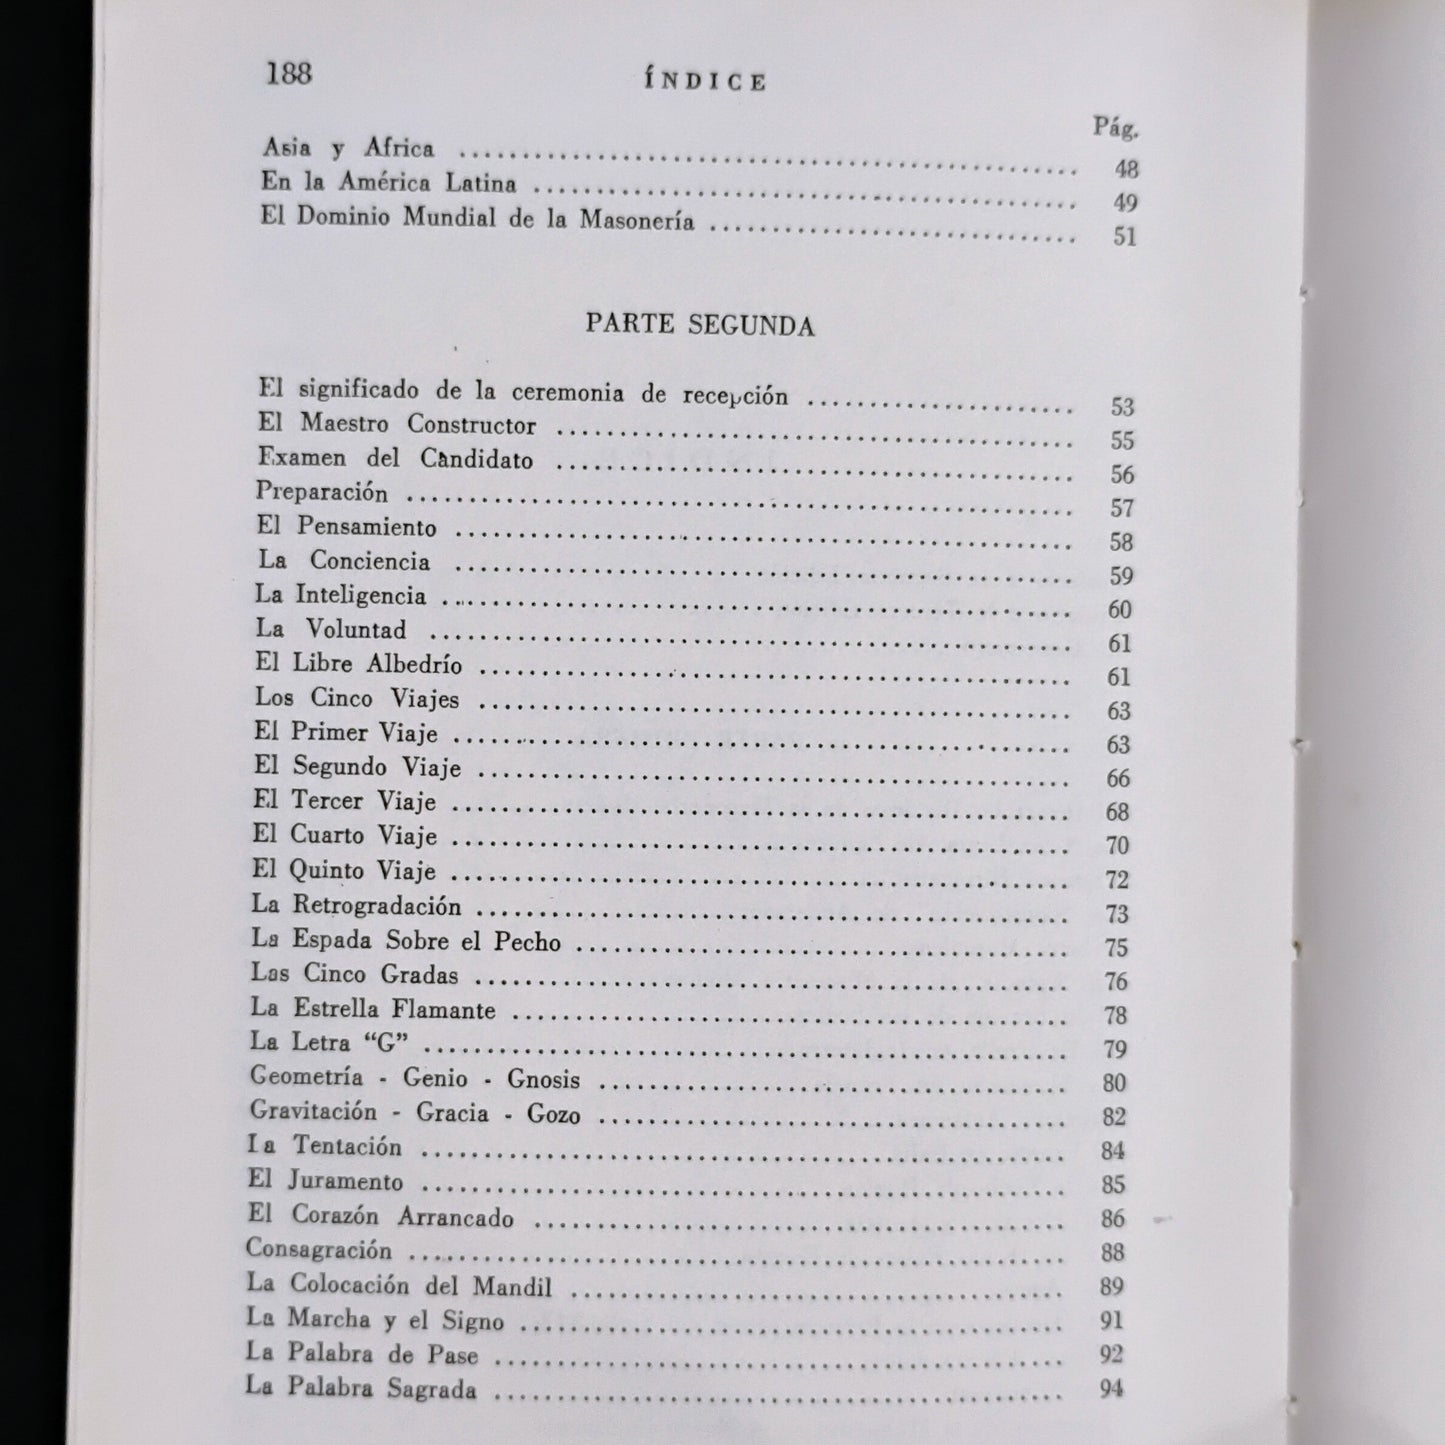 188
ÍNDICE
Pág.
Asia y Africa ........................................ 48
En la América Latina ........................................ 49
El Dominio Mundial de la Masonería ........................................ 51
PARTE SEGUNDA
El significado de la ceremonia de recepción ........................................ 53
El Maestro Constructor ........................................ 55
Examen del Candidato ........................................ 56
Preparación ........................................ 57
El Pensamiento ........................................ 58
La Conciencia ........................................ 59
La Inteligencia ........................................ 60
La Voluntad ........................................ 61
El Libre Albedrío ........................................ 61
Los Cinco Viajes ........................................ 63
El Primer Viaje ........................................ 63
El Segundo Viaje ........................................ 66
El Tercer Viaje ........................................ 68
El Cuarto Viaje ........................................ 70
El Quinto Viaje ........................................ 72
La Retrogradación ........................................ 73
La Espada Sobre el Pecho ........................................ 75
Las Cinco Gradas ........................................ 76
La Estrella Flamante ........................................ 78
La Letra “G” ........................................ 79
Geometría - Genio - Gnosis ........................................ 80
Gravitación - Gracia - Gozo ........................................ 82
La Tentación ........................................ 84
El Juramento ........................................ 85
El Corazón Arrancado ........................................ 86
Consagración ........................................ 88
La Colocación del Mandil ........................................ 89
La Marcha y el Signo ........................................ 91
La Palabra de Pase ........................................ 92
La Palabra Sagrada ........................................ 94